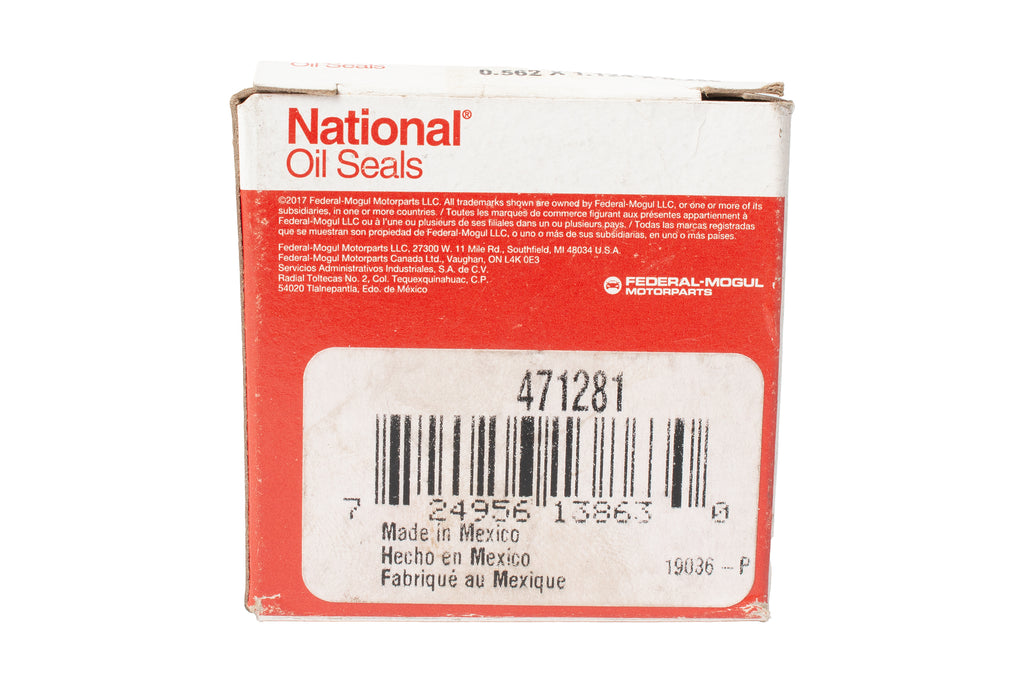 Oil Seals
0.562 X
National®
Oil Seals
©2017 Federal-Mogul Motorparts LLC. All trademarks shown are owned by Federal-Mogul LLC, or one or more of its
subsidiaries, in one or more countries. / Toutes les marques de commerce figurant aux présentes appartiennent à
Federal-Mogul LLC ou à l'une ou plusieurs de ses filiales dans un ou plusieurs pays. / Todas las marcas registradas
que se muestran son propiedad de Federal-Mogul LLC, o uno o más de sus subsidiarias, en uno o más países.
Federal-Mogul Motorparts LLC, 27300 W. 11 Mile Rd., Southfield, MI 48034 U.S.A.
Federal-Mogul Motorparts Canada Ltd., Vaughan, ON L4K 0E3
Servicios Administrativos Industriales, S.A. de C.V.
Radial Toltecas No. 2, Col. Tequexquinahuac, C.P.
54020 Tlalnepantla, Edo. de México
FEDERAL-MOGUL
MOTORPARTS
471281
7 24956 13863 0
Made in Mexico
Hecho en Mexico
Fabriqué au Mexique
19036 - P